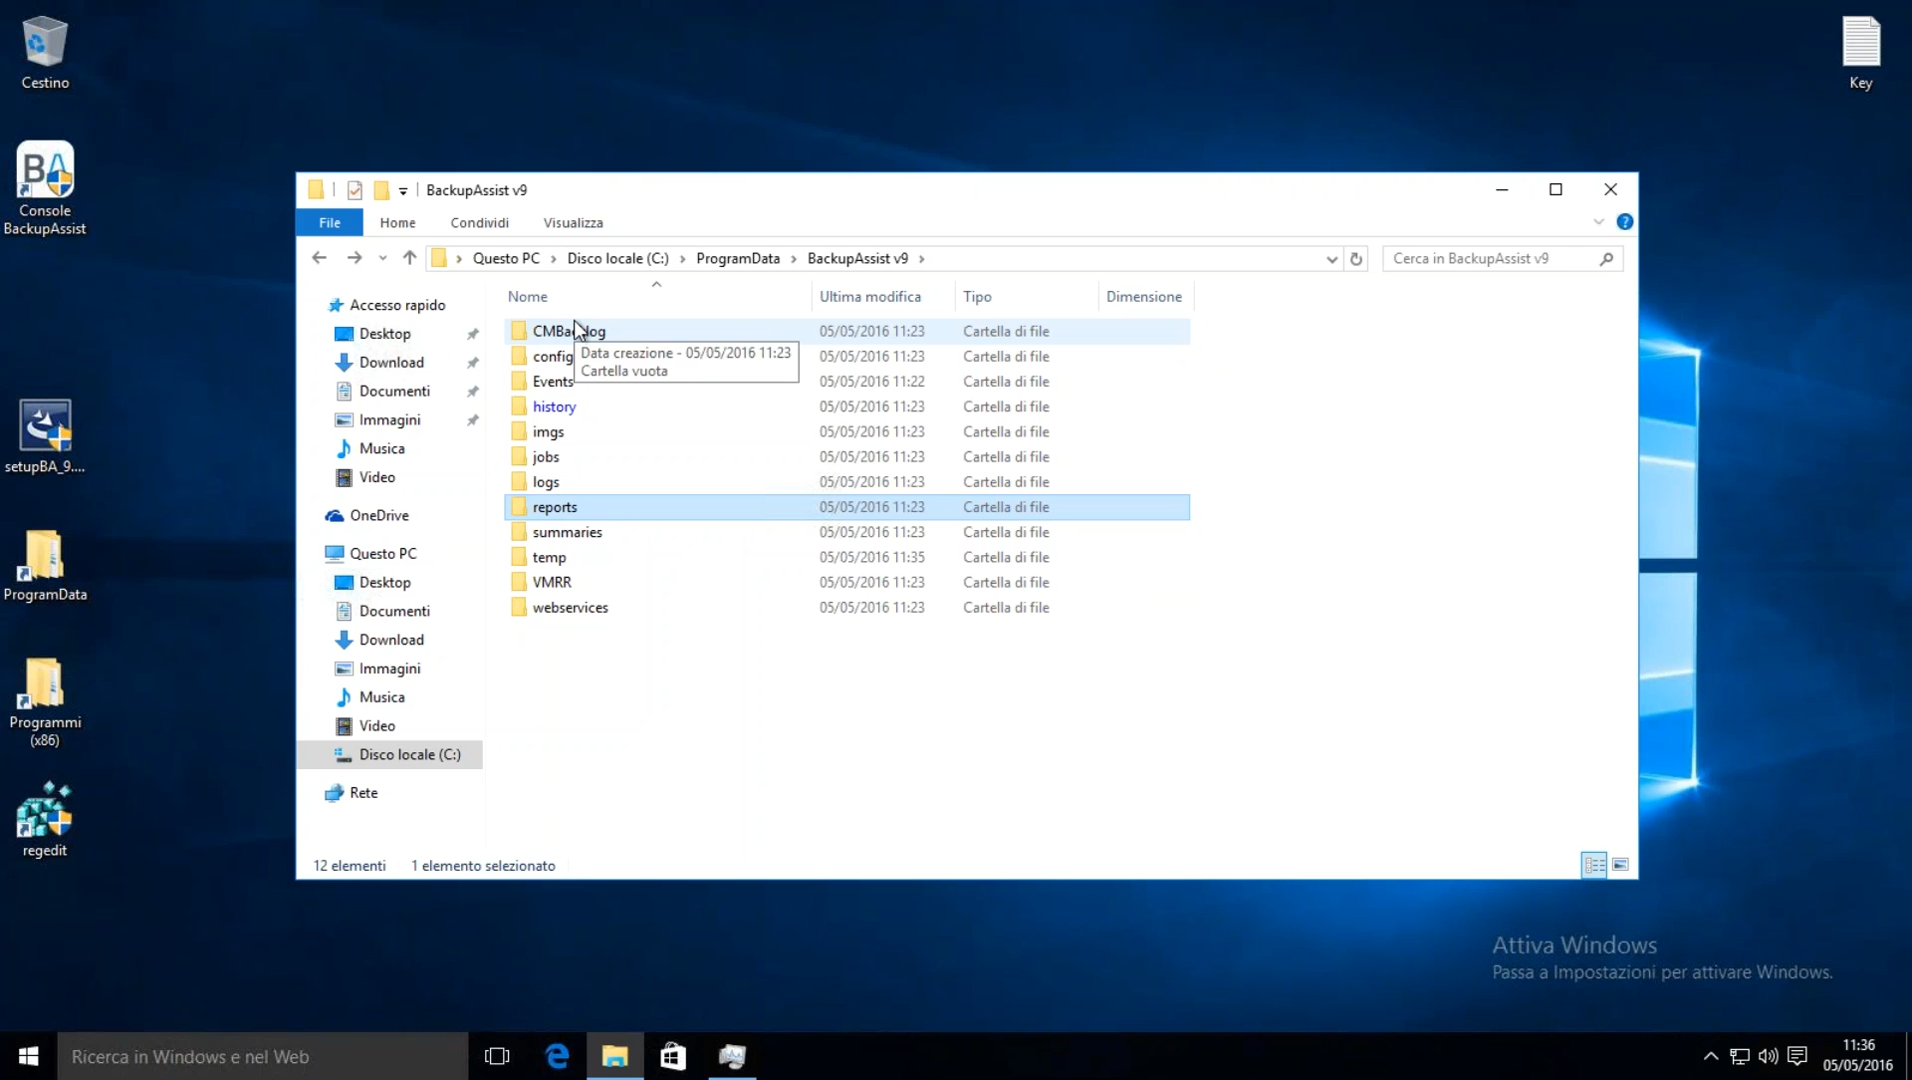 Cestino
Key
Console
BackupAssist
setupBA_9....
ProgramData
Programmi
(x86)
regedit
BackupAssist v9
File
Home
Condividi
Visualizza
Questo PC
Disco locale (C:)
ProgramData
BackupAssist v9
Cerca in BackupAssist v9
Accesso rapido
Desktop
Download
Documenti
Immagini
Musica
Video
OneDrive
Questo PC
Desktop
Documenti
Download
Immagini
Musica
Video
Disco locale (C:)
Rete
Nome Ultima modifica Tipo Dimensione
05/05/2016 11:23 Cartella di file
config 05/05/2016 11:23 Cartella di file
Data creazione - 05/05/2016 11:23
Cartella vuota
Events 05/05/2016 11:22 Cartella di file
history 05/05/2016 11:23 Cartella di file
imgs 05/05/2016 11:23 Cartella di file
jobs 05/05/2016 11:23 Cartella di file
logs 05/05/2016 11:23 Cartella di file
reports 05/05/2016 11:23 Cartella di file
summaries 05/05/2016 11:23 Cartella di file
temp 05/05/2016 11:35 Cartella di file
VMRR 05/05/2016 11:23 Cartella di file
webservices 05/05/2016 11:23 Cartella di file
12 elementi 1 elemento selezionato
Attiva Windows
Passa a Impostazioni per attivare Windows.
Ricerca in Windows e nel Web
11:36
05/05/2016